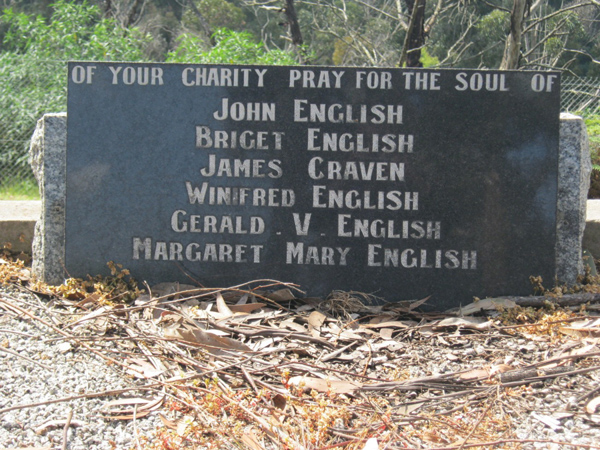 OF YOUR CHARITY PRAY FOR THE SOUL OF
JOHN ENGLISH
BRIGET ENGLISH
JAMES CRAVEN
WINIFRED ENGLISH
GERALD . V . ENGLISH
MARGARET MARY ENGLISH